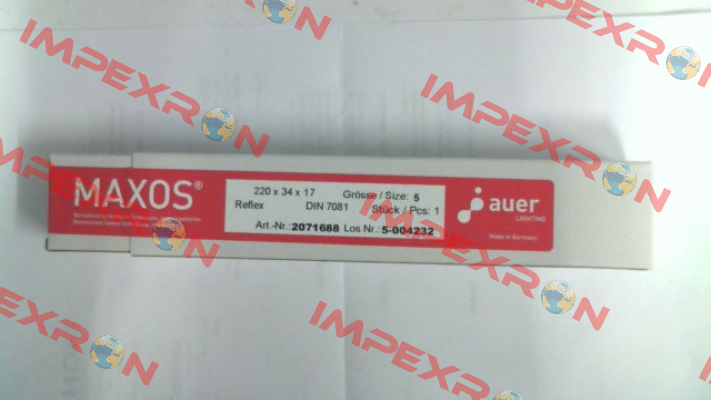 MAXOS®
220 x 34 x 17 Grösse / Size: 5
Reflex DIN 7081 Stück / Pcs: 1
Art.-Nr.: 2071688 Los Nr.: 5-004232
auer
LIGHTING
Made in Germany
IMPEXRON
IMPEXRON
IMPEXRON
IMPEXRON
IMPEXRON
IMPEXRON
IMPEXRON